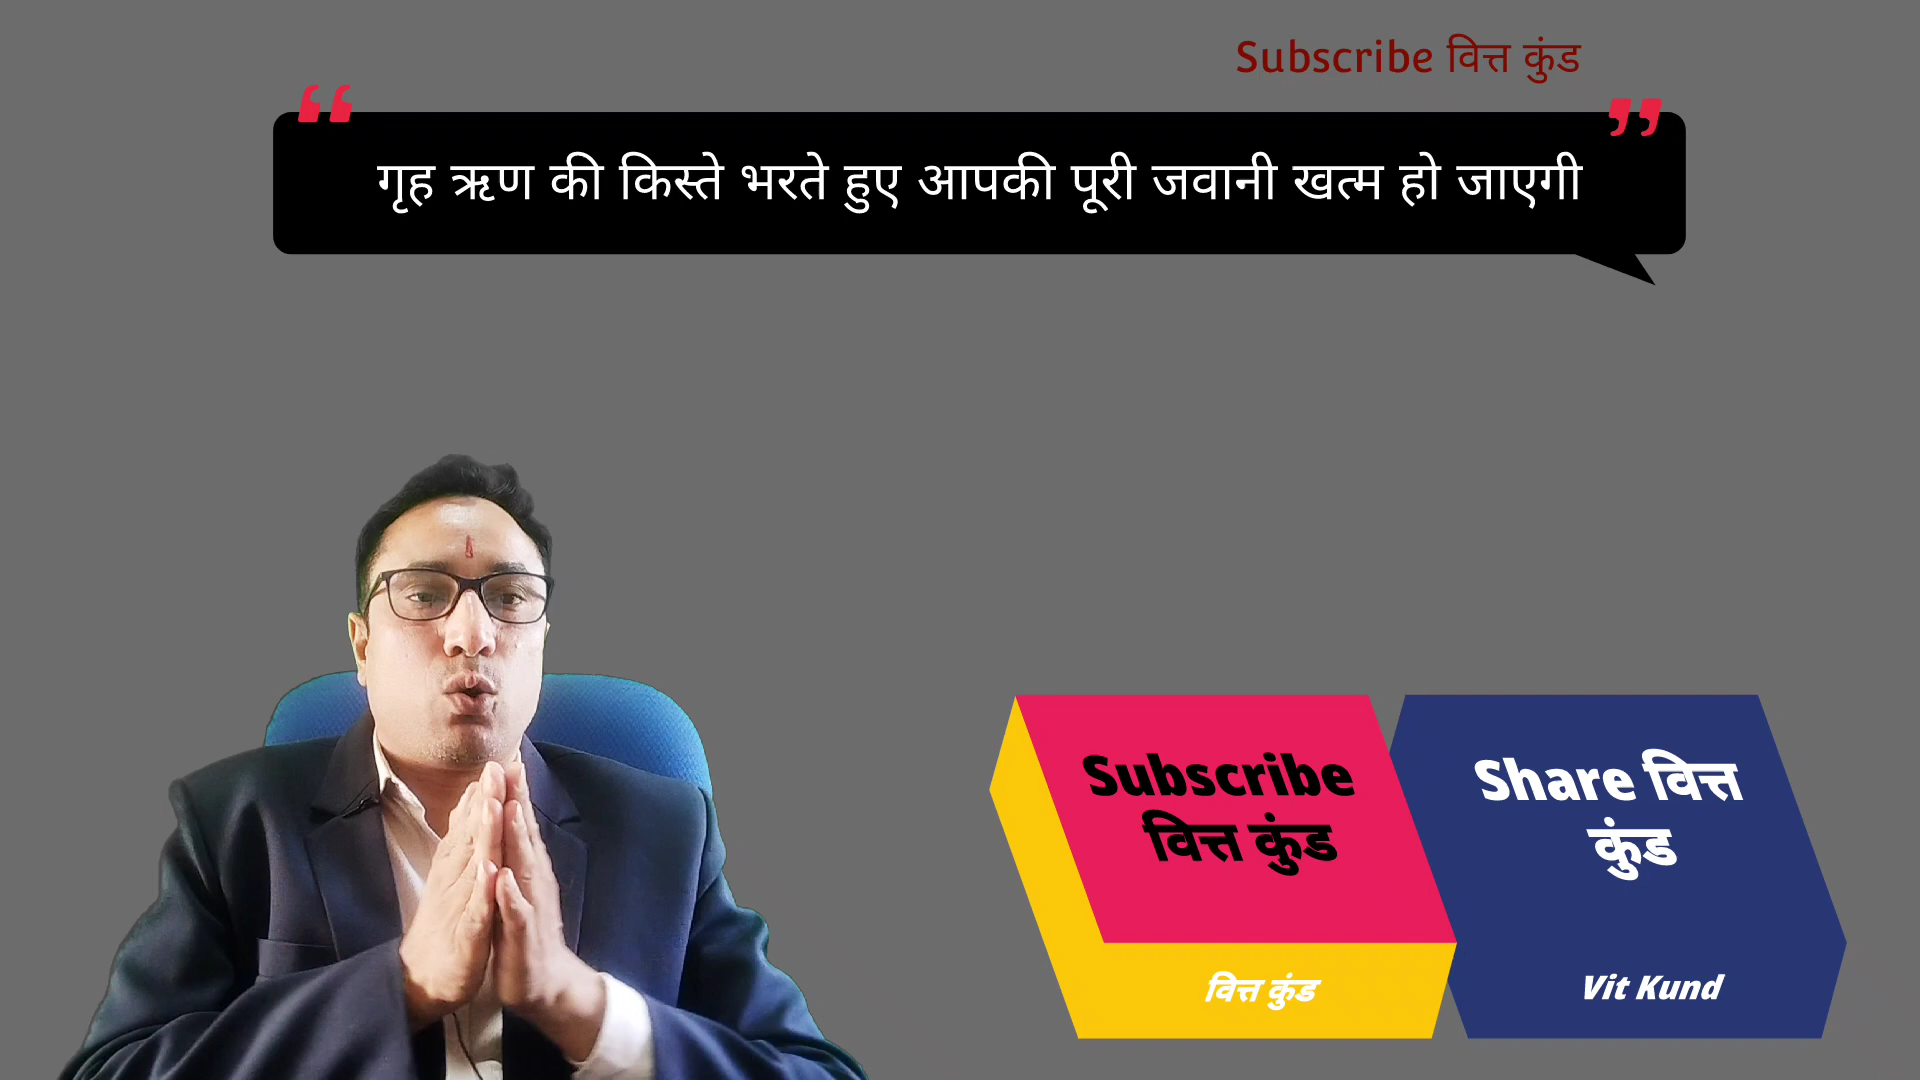 Subscribe वित्त कुंड
गृह ऋण की किस्ते भरते हुए आपकी पूरी जवानी खत्म हो जाएगी
Subscribe
वित्त कुंड
वित्त कुंड
Share वित्त
कुंड
Vit Kund